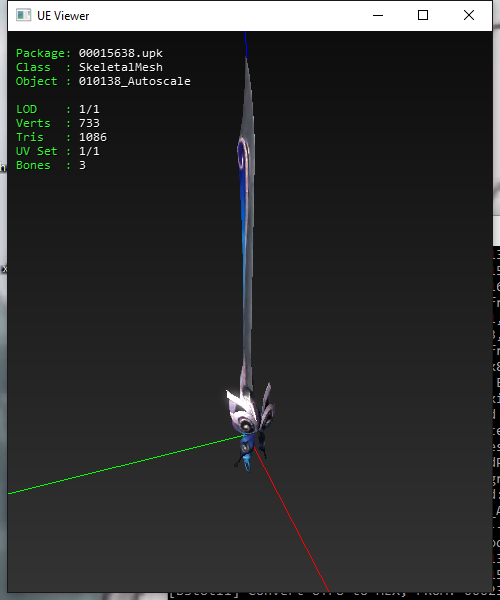 UE Viewer
Package: 00015638.upk
Class : SkeletalMesh
Object : 010138_Autoscale
LOD : 1/1
Verts : 733
Tris : 1086
UV Set : 1/1
Bones : 3